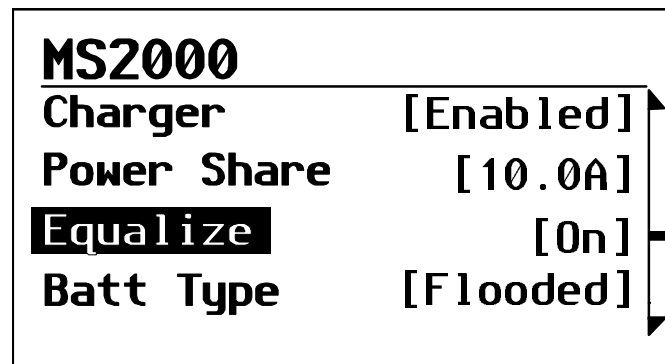 MS2000
Charger [Enabled]
Power Share [10.0A]
Equalize [On]
Batt Type [Flooded]